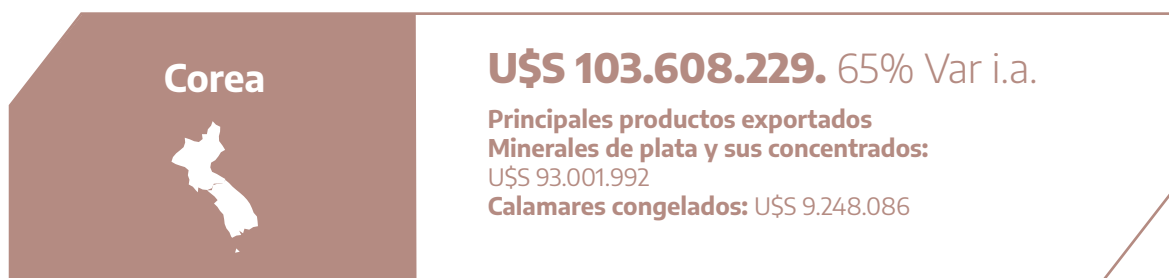 Corea
U$S 103.608.229. 65% Var i.a.
Principales productos exportados
Minerales de plata y sus concentrados:
U$S 93.001.992
Calamares congelados: U$S 9.248.086